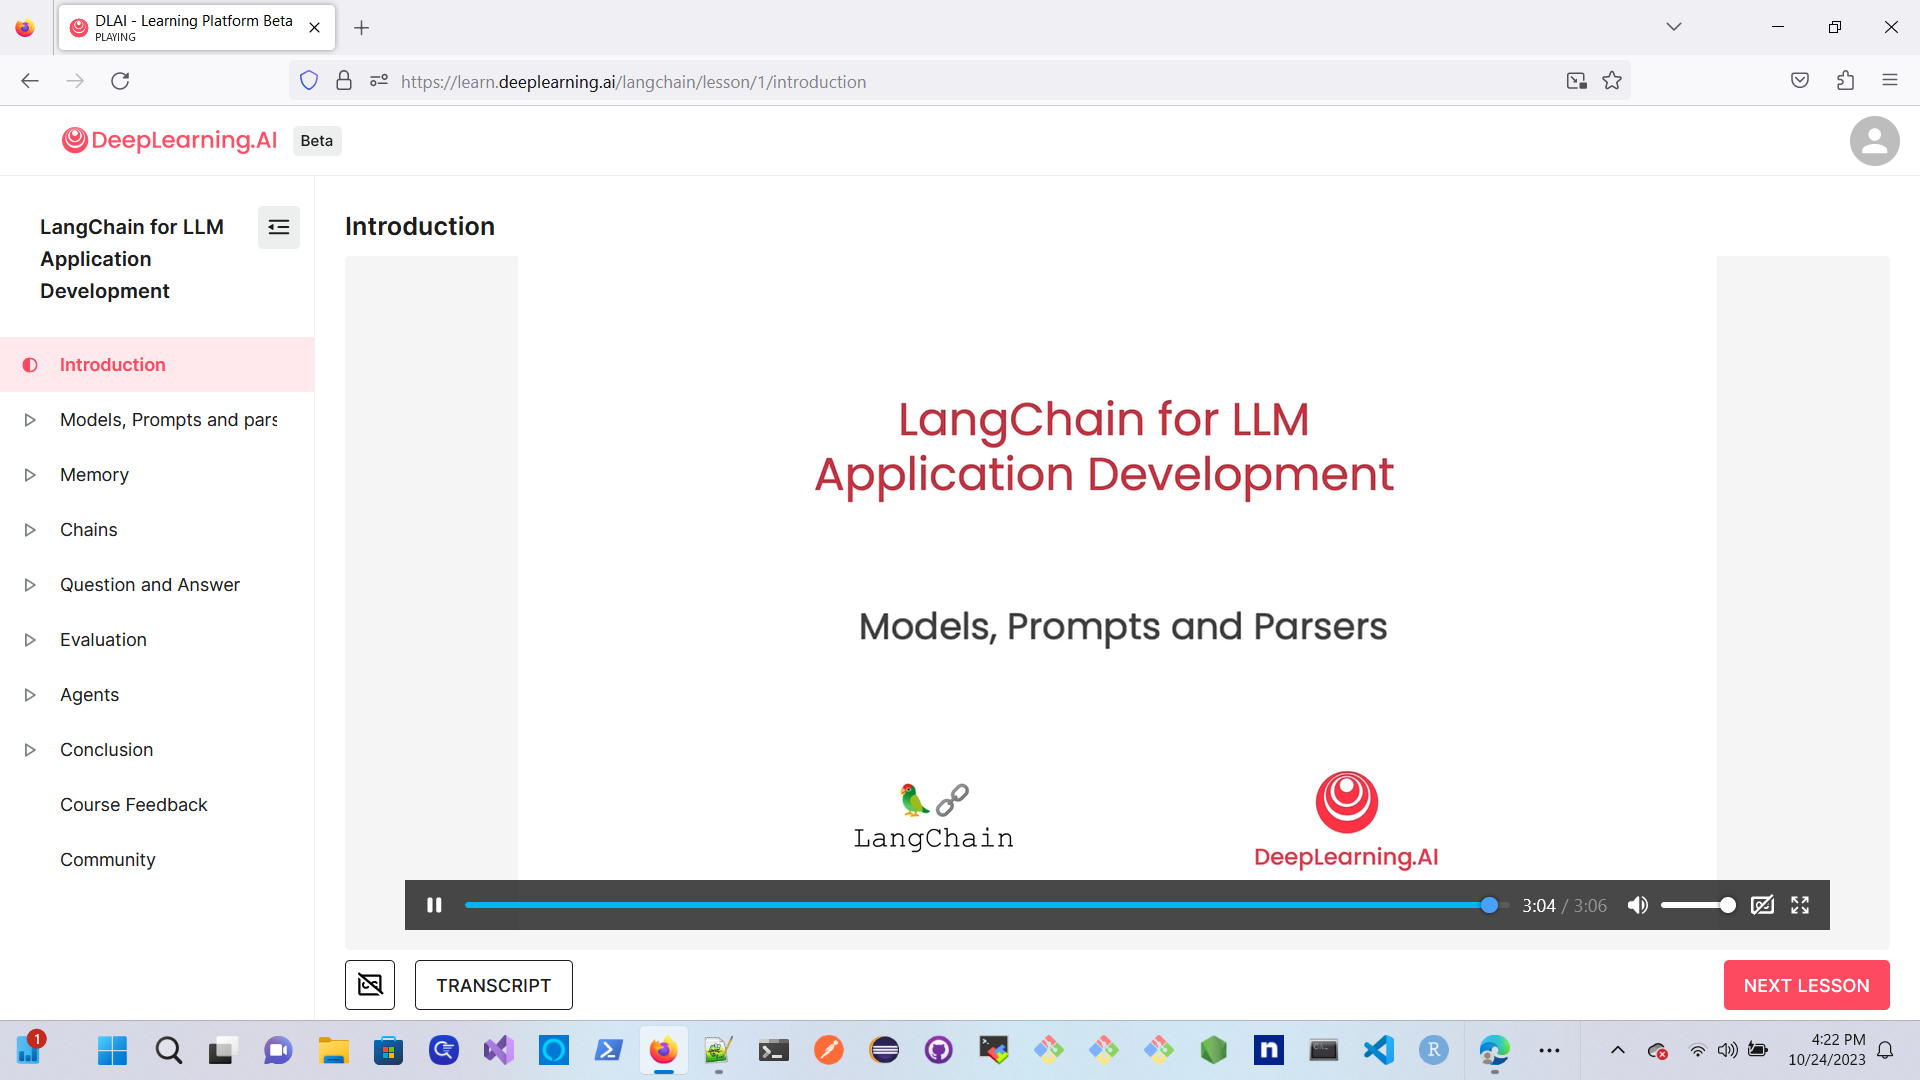 DLAI - Learning Platform Beta
PLAYING
https://learn.deeplearning.ai/langchain/lesson/1/introduction
DeepLearning.AI
Beta
LangChain for LLM
Application
Development
Introduction
Models, Prompts and pars
Memory
Chains
Question and Answer
Evaluation
Agents
Conclusion
Course Feedback
Community
Introduction
LangChain for LLM
Application Development
Models, Prompts and Parsers
LangChain
DeepLearning.AI
3:04 / 3:06
TRANSCRIPT
NEXT LESSON
1
4:22 PM
10/24/2023